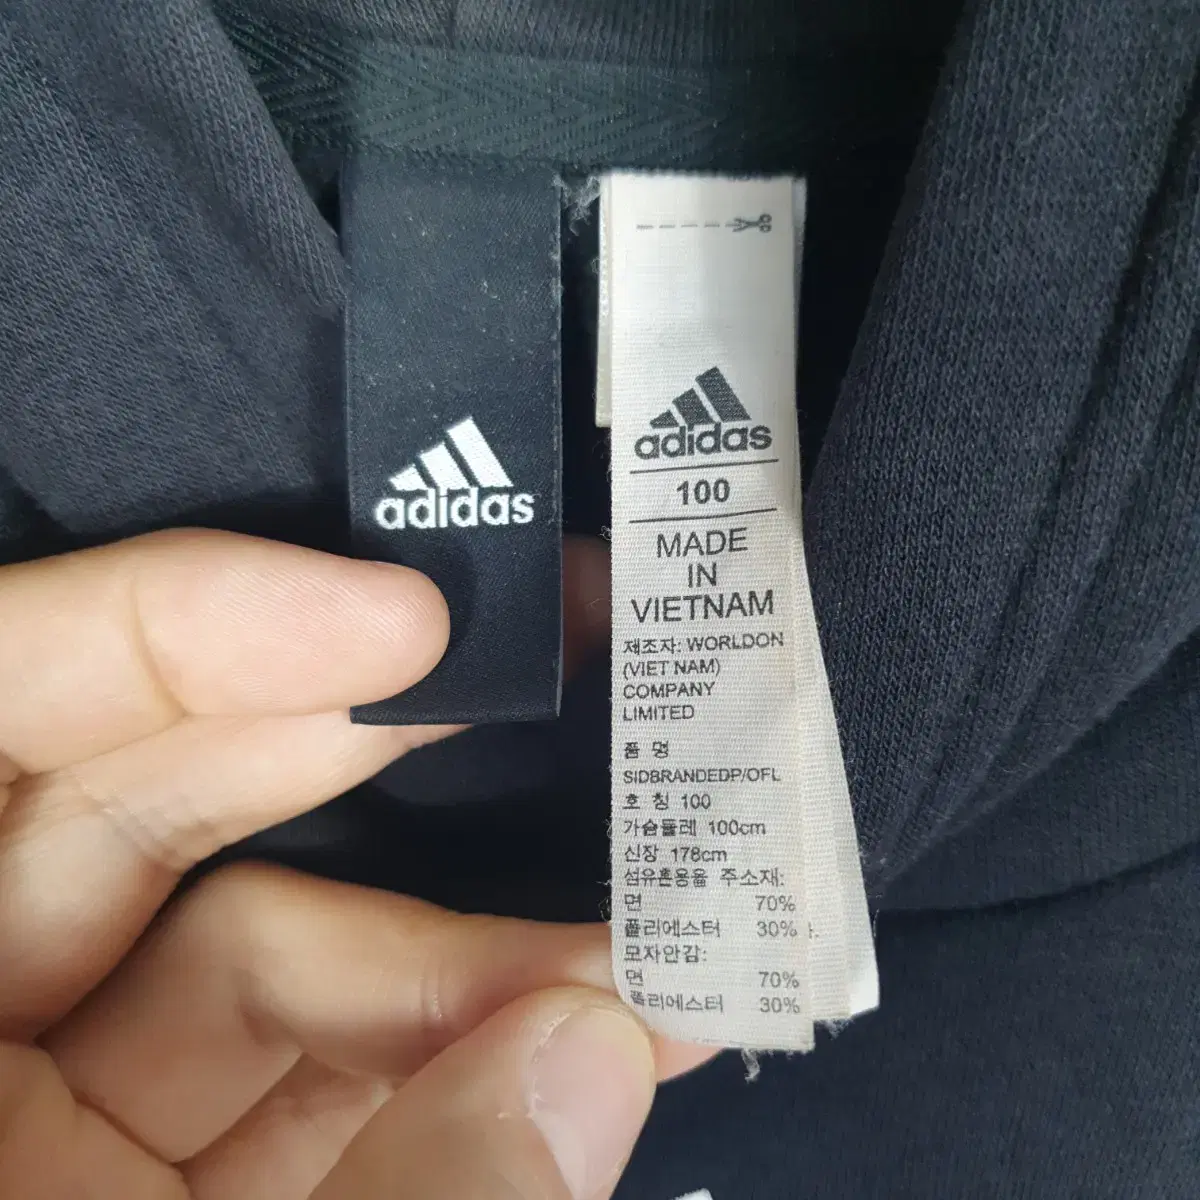 adidas
adidas
100
MADE
IN
VIETNAM
제조자: WORLDON
(VIET NAM)
COMPANY
LIMITED
품 명
SIDBRANDEDP/OFL
호 칭 100
가슴둘레 100cm
신장 178cm
섬유혼용율 주소재:
면 70%
폴리에스터 30%
모자안감:
면 70%
폴리에스터 30%